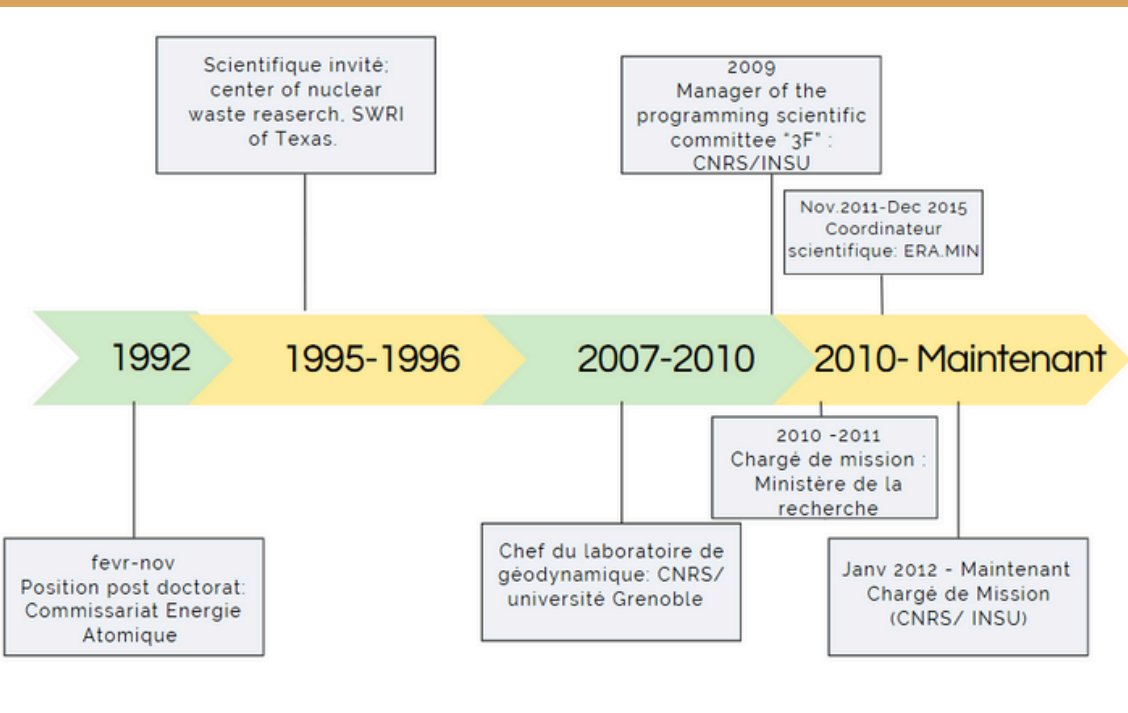 Scientifique invité;
center of nuclear
waste reaserch, SWRI
of Texas.
2009
Manager of the
programming scientific
committee “3F” :
CNRS/INSU
Nov.2011-Dec 2015
Coordinateur
scientifique: ERA.MIN
1992
1995-1996
2007-2010
2010- Maintenant
fevr-nov
Position post doctorat:
Commissariat Energie
Atomique
Chef du laboratoire de
géodynamique: CNRS/
université Grenoble
2010 -2011
Chargé de mission :
Ministère de la
recherche
Janv 2012 - Maintenant
Chargé de Mission
(CNRS/ INSU)